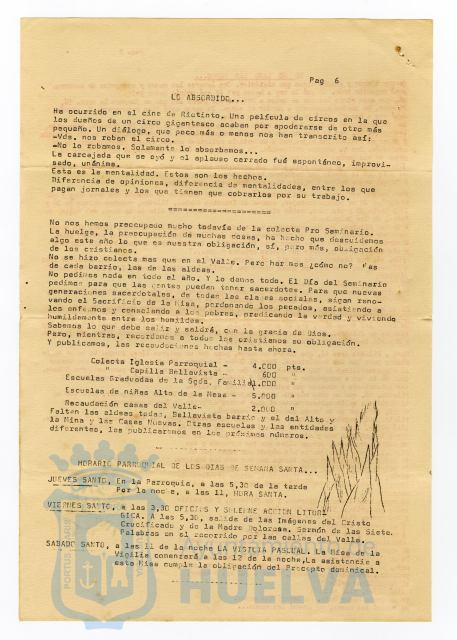 Pag 6
LO ABSORBIDO...
Ha ocurrido en el cine de Riotinto. Una película de circos en la que
los dueños de un circo gigantesco acaban por apoderarse de otro más
pequeño. Un diálogo, que poco más o menos nos han transcrito así:
-Vds. nos roban el circo.
-No lo robamos. Solamente lo absorbemos...
La carcajada que se oyó y el aplauso cerrado fué espontáneo, improvi-
sado, unánime.
Esta es la mentalidad. Estos son los hechos.
Diferencia de opiniones, diferencia de mentalidades, entre los que
pagan jornales y los que tienen que cobrarlos por su trabajo.
=====================
No nos hemos preocupado mucho todavía de la colecta Pro Seminario.
La huelga, la preocupación de muchas cosas, ha hecho que descuidemos
algo este año lo que es nuestra obligación, sí, pero más, obligación
de los cristianos.
No se hizo colecta mas que en el Valle. Pero harmos ¿cómo no? las
de cada barrio, las de las aldeas.
No pedimos nada en todo el año. Y lo damos todo. El Día del Seminario
pedimos para que las gentes puedan tener sacerdotes. Para que nuevas
generaciones sacerdotales, de todas las clases sociales, sigan reno-
vando el Sacrificio de la Misa, perdonando los pecados, asistiendo a
los enfermos y consolando a los pobres, predicando la verdad y viviendo
humildemente entre los humildes.
Sabemos lo que debe salir y saldrá, con la gracia de Dios.
Pero, mientras, recordamos a todos los cristianos su obligación.
Y publicamos, las recaudaciones hechas hasta ahora.
Colecta Iglesia Parroquial - 4.000 pts.
" Capilla Bellavista - 600 "
Escuelas Graduadas de la Sgda. Familia 1.000 "
Escuelas de niñas Alto de la Mesa - 5.000 "
Recaudación casas del Valle- 2.000 "
Faltan las aldeas todas, Bellavista barrio y el del Alto y
la Mina y las Casas Nuevas. Otras escuelas y las entidades
diferentes, las publicaremos en los próximos números.
HORARIO PARROQUIAL DE LOS DIAS DE SEMANA SANTA...
JUEVES SANTO, En la Parroquia, a las 5,30 de la tarde
Por la noche, a las 11, HORA SANTA.
VIERNES SANTO, a las 3,30 OFICIOS Y SOLEMNE ACCION LITUR
GICA. A las 5,30, salida de las Imágenes del Cristo
Crucificado y de la Madre Dolorosa. Sermón de las Siete
Palabras en el recorrido por las calles del Valle.
SABADO SANTO, a las 11 de la noche LA VIGILIA PASCUAL. La Misa de la
Vigilia comenzará a las 12 de la noche, La asistencia a
esta Misa cumple la obligación del Precepto dominical.
HUELVA